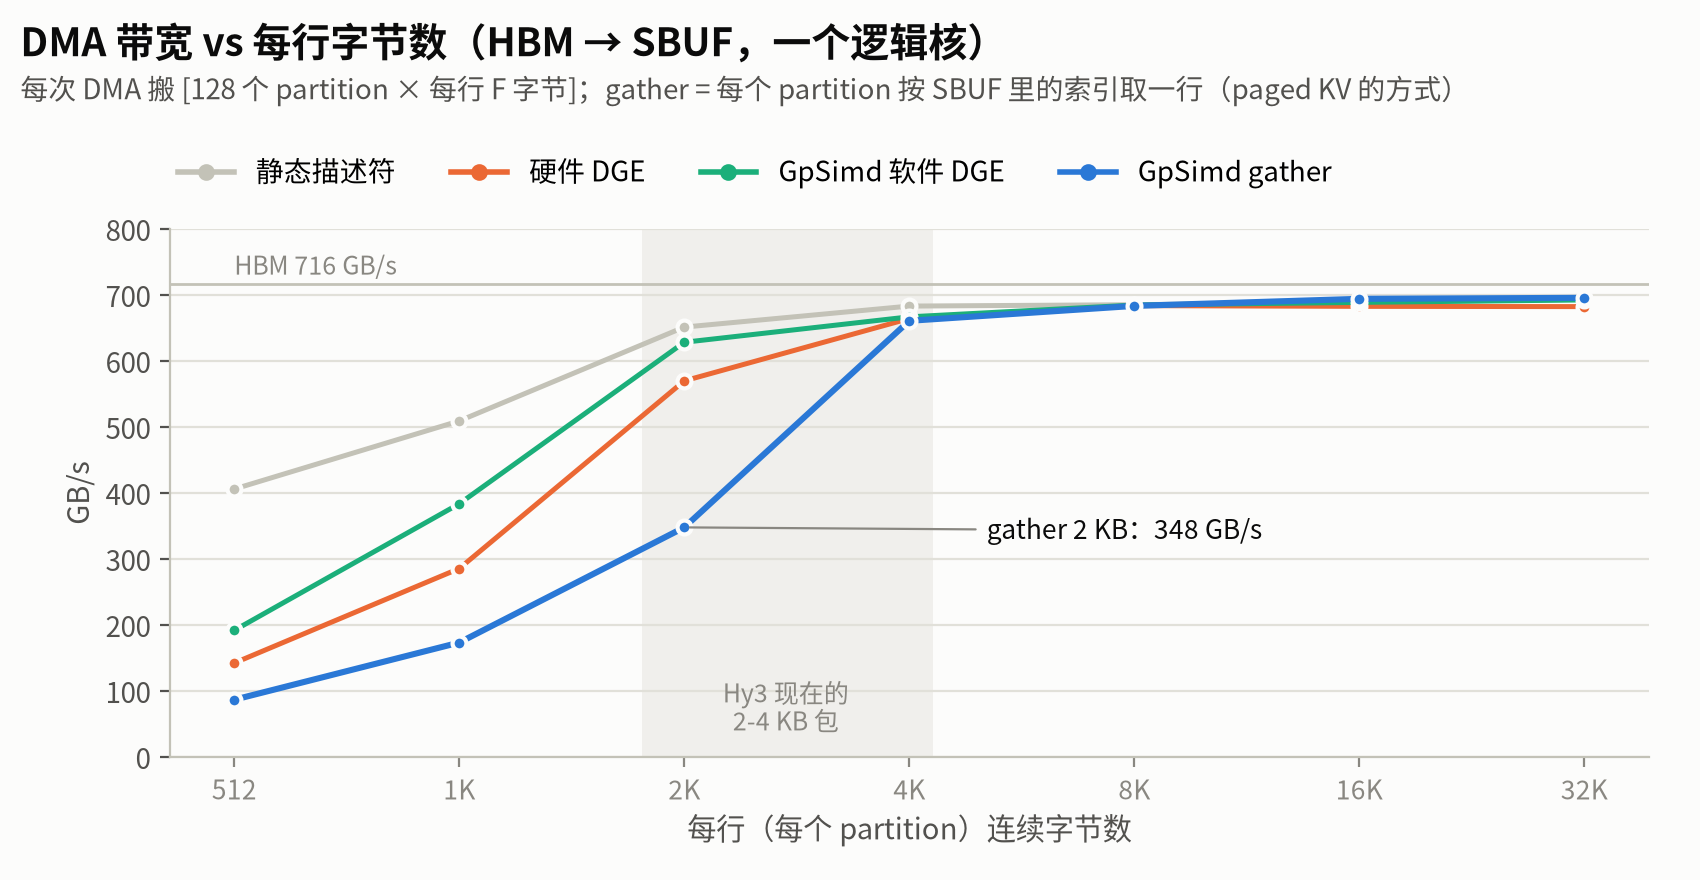 DMA 带宽 vs 每行字节数（HBM → SBUF，一个逻辑核）
每次 DMA 搬 [128 个 partition × 每行 F 字节]；gather = 每个 partition 按 SBUF 里的索引取一行（paged KV 的方式）
静态描述符
硬件 DGE
GpSimd 软件 DGE
GpSimd gather
800
HBM 716 GB/s
700
600
500
400
300
200
100
0
GB/s
gather 2 KB：348 GB/s
Hy3 现在的
2-4 KB 包
512
1K
2K
4K
8K
16K
32K
每行（每个 partition）连续字节数